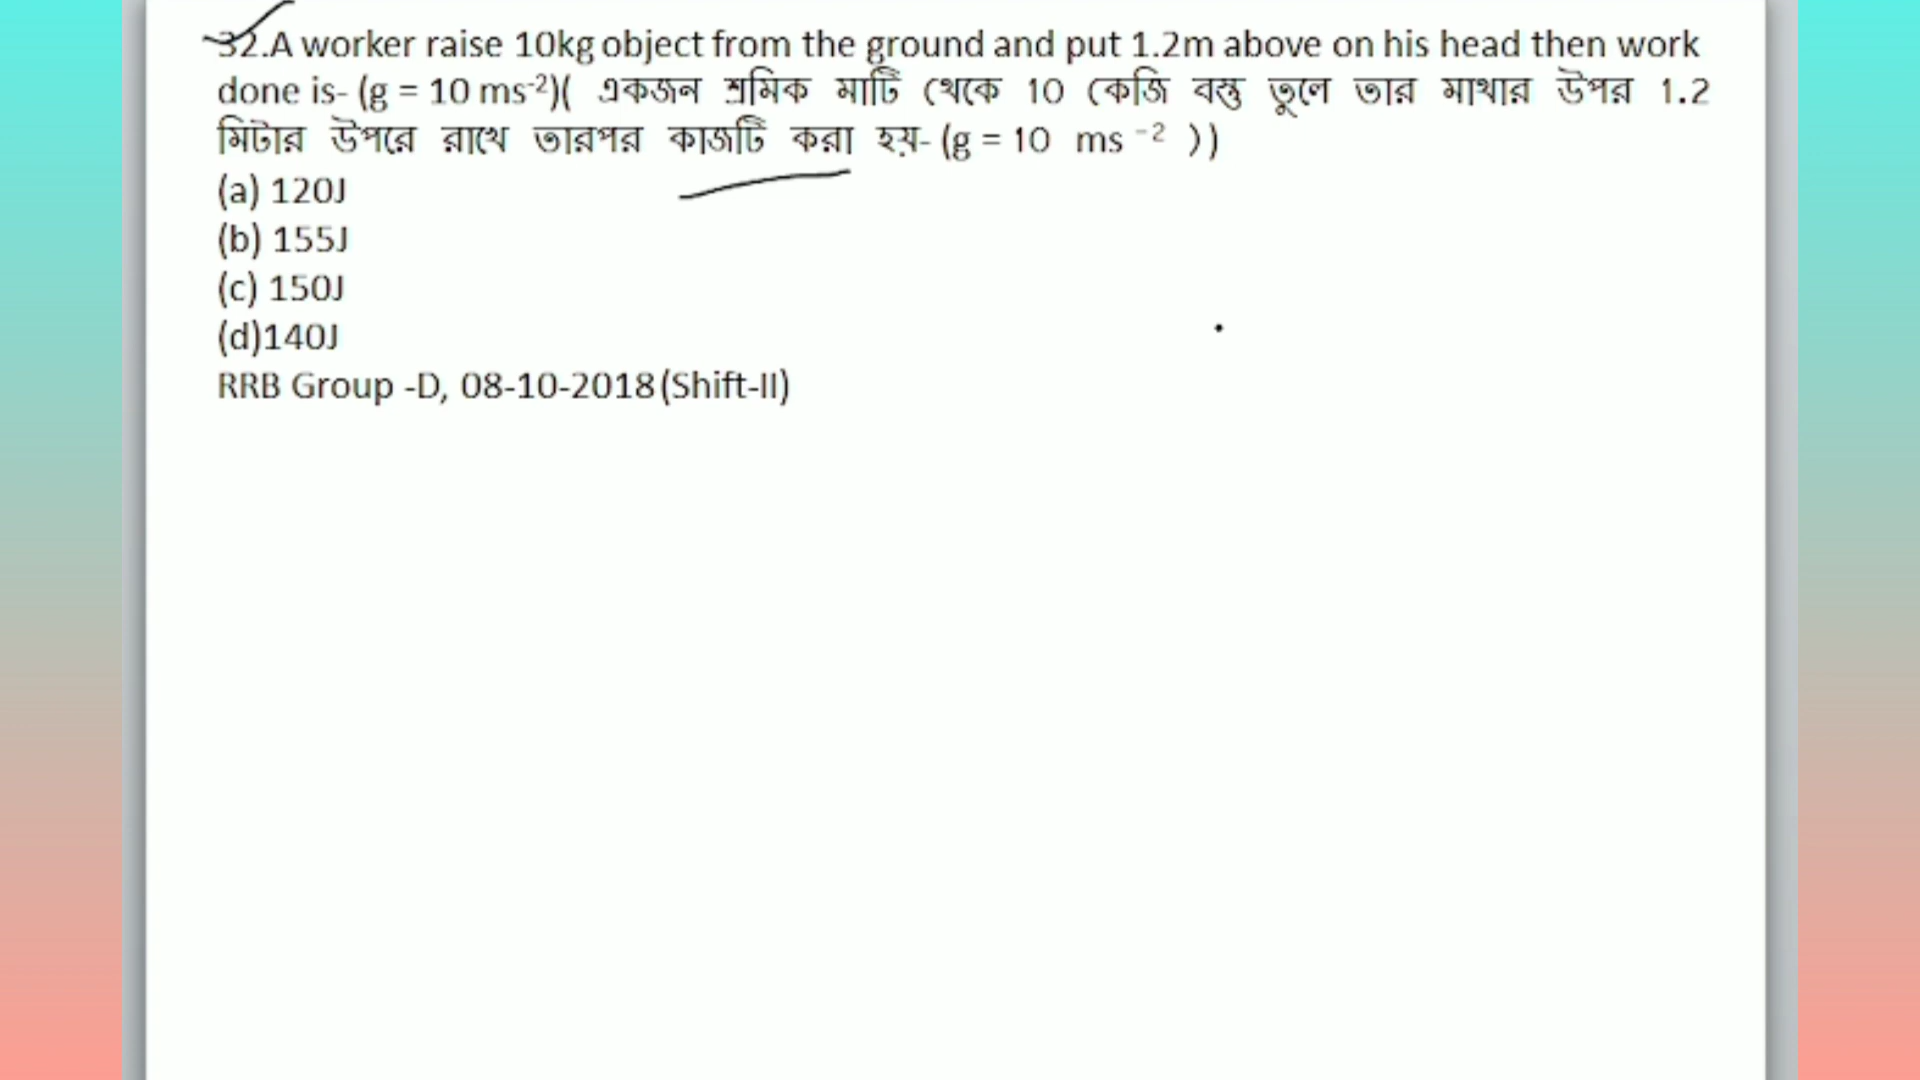 32.A worker raise 10kg object from the ground and put 1.2m above on his head then work
done is- (g = 10 ms⁻²)( একজন শ্রমিক মাটি থেকে 10 কেজি বস্তু তুলে তার মাথার উপর 1.2
মিটার উপরে রাখে তারপর কাজটি করা হয়- (g = 10 ms ⁻² ))
(a) 120J
(b) 155J
(c) 150J
(d)140J
RRB Group -D, 08-10-2018(Shift-II)